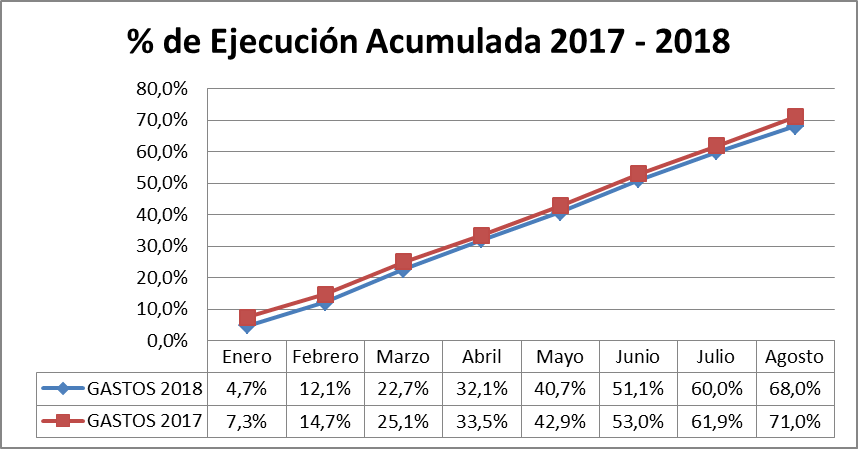 % de Ejecución Acumulada 2017 - 2018
80,0%
70,0%
60,0%
50,0%
40,0%
30,0%
20,0%
10,0%
0,0%
Enero Febrero Marzo Abril Mayo Junio Julio Agosto
GASTOS 2018 4,7% 12,1% 22,7% 32,1% 40,7% 51,1% 60,0% 68,0%
GASTOS 2017 7,3% 14,7% 25,1% 33,5% 42,9% 53,0% 61,9% 71,0%